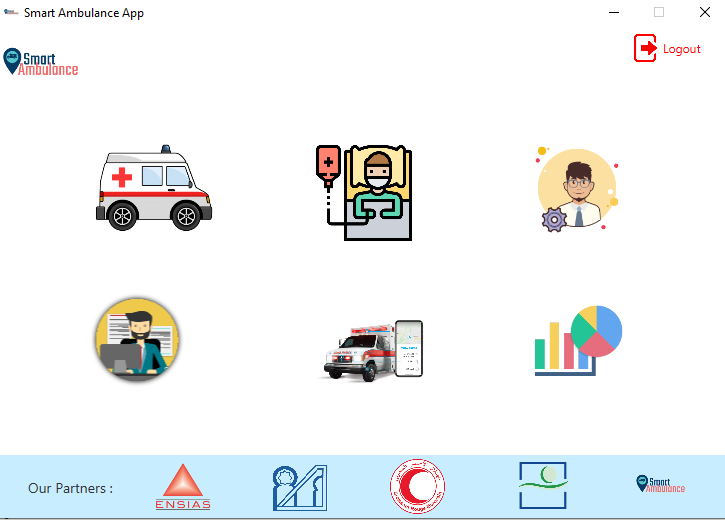 Smart Ambulance App
Logout
Smart
Ambulance
Our Partners :
ENSIAS
Smart
Ambulance